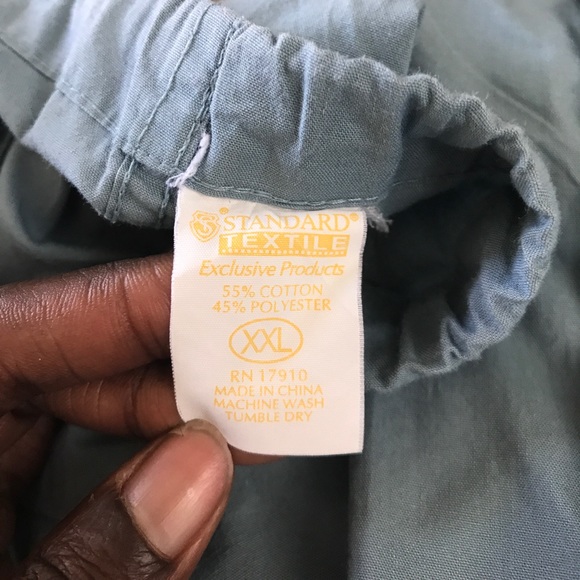 S® STANDARD®
TEXTILE
Exclusive Products
55% COTTON
45% POLYESTER
XXL
RN 17910
MADE IN CHINA
MACHINE WASH
TUMBLE DRY